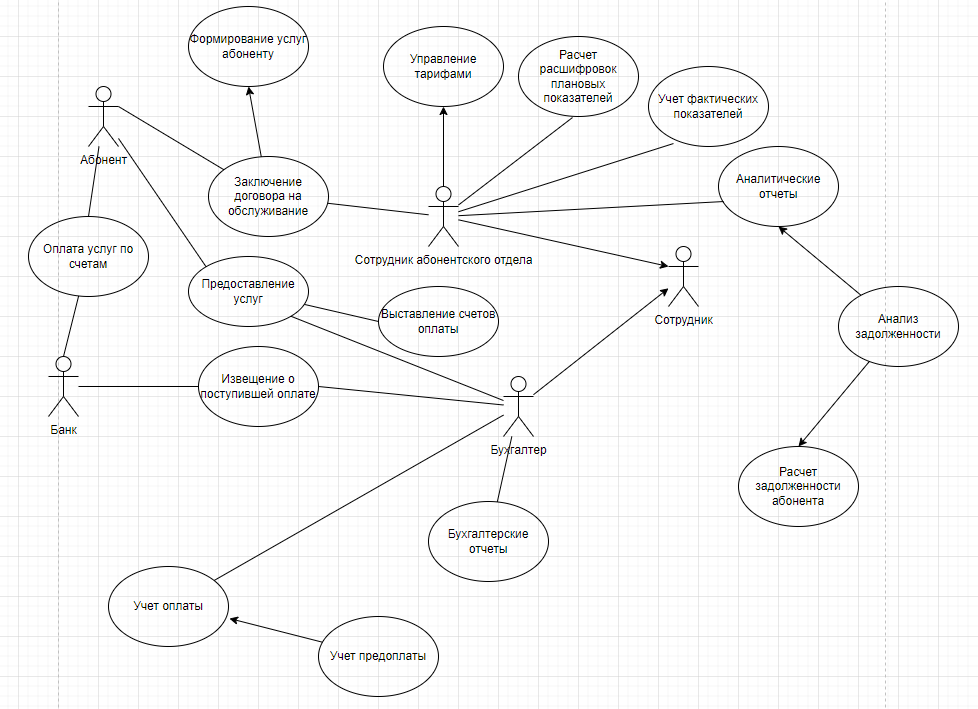 Формирование услуг
абоненту
Управление
тарифами
Расчет
расшифровок
плановых
показателей
Учет фактических
показателей
Абонент
Заключение
договора на
обслуживание
Аналитические
отчеты
Оплата услуг по
счетам
Сотрудник абонентского отдела
Предоставление
услуг
Выставление счетов
оплаты
Сотрудник
Анализ
задолженности
Извещение о
поступившей оплате
Банк
Бухгалтер
Расчет
задолженности
абонента
Бухгалтерские
отчеты
Учет оплаты
Учет предоплаты